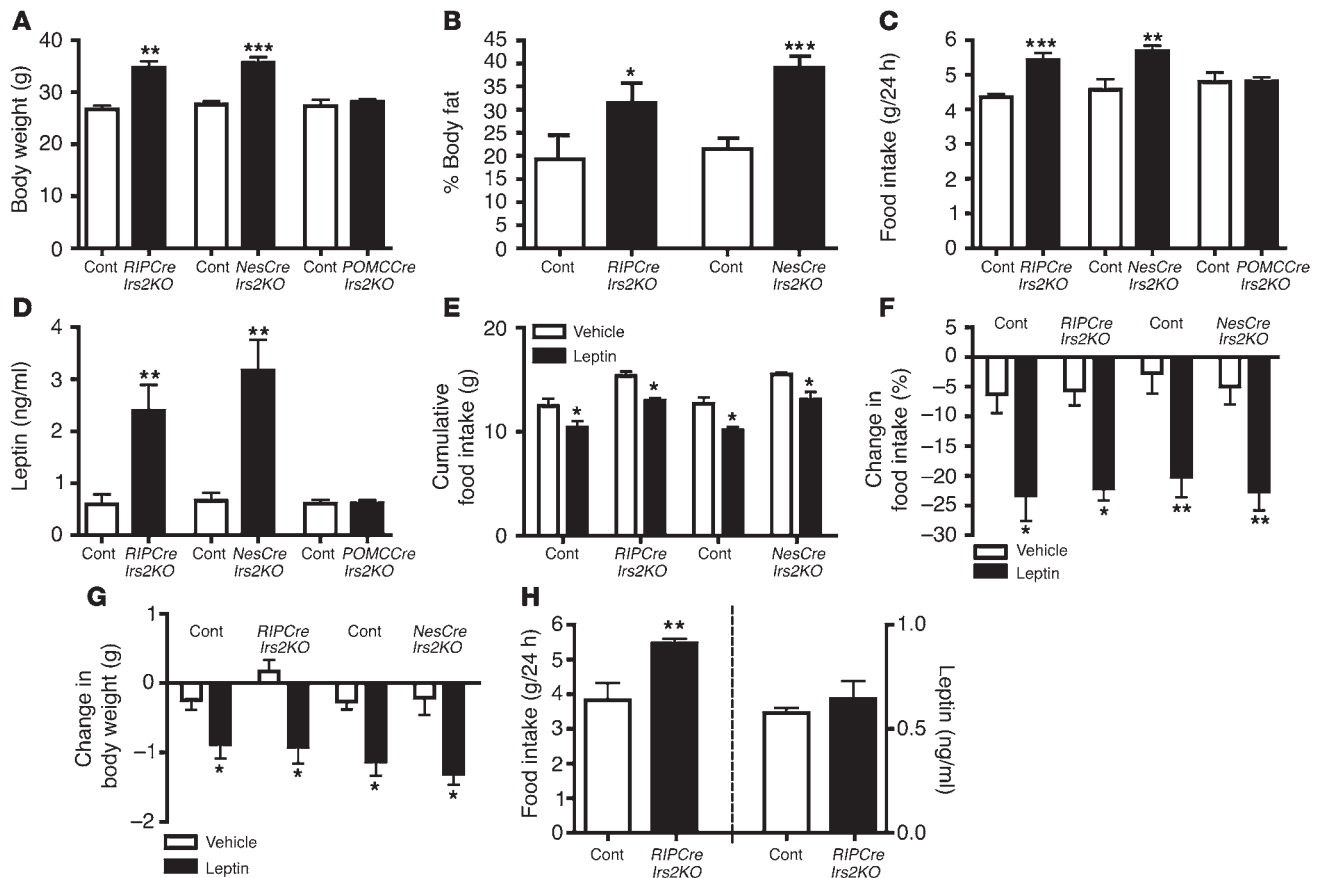 A
Body weight (g)
40
30
20
10
0
Cont RIPCre Cont NesCre Cont POMCCre
Irs2KO Irs2KO Irs2KO
** ***
B
% Body fat
45
40
35
30
25
20
15
10
5
0
Cont RIPCre Cont NesCre
Irs2KO Irs2KO
* ***
C
Food intake (g/24 h)
6
5
4
3
2
1
0
Cont RIPCre Cont NesCre Cont POMCCre
Irs2KO Irs2KO Irs2KO
*** **
D
Leptin (ng/ml)
4
3
2
1
0
Cont RIPCre Cont NesCre Cont POMCCre
Irs2KO Irs2KO Irs2KO
** **
E
Cumulative
food intake (g)
20
10
0
Vehicle
Leptin
* * * *
Cont RIPCre Cont NesCre
Irs2KO Irs2KO
F
Change in
food intake (%)
Cont RIPCre Cont NesCre
Irs2KO Irs2KO
5
0
−5
−10
−15
−20
−25
−30
* * ** **
Vehicle
Leptin
G
Change in
body weight (g)
Cont RIPCre Cont NesCre
Irs2KO Irs2KO
1
0
−1
−2
* * * *
Vehicle
Leptin
H
Food intake (g/24 h)
6
5
4
3
2
1
0
**
1.0
0.5
0.0
Leptin (ng/ml)
Cont RIPCre Cont RIPCre
Irs2KO Irs2KO